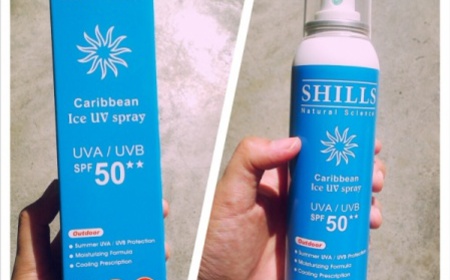 Caribbean
Ice UV spray
UVA / UVB
SPF 50**
Outdoor
Summer UVA / UVB Protection
Moisturizing Formula
Cooling Prescription
SHILLS
Natural Science
Caribbean
Ice UV spray
UVA / UVB
SPF 50**
Outdoor
Summer UVA / UVB Protection
Moisturizing Formula
Cooling Prescription